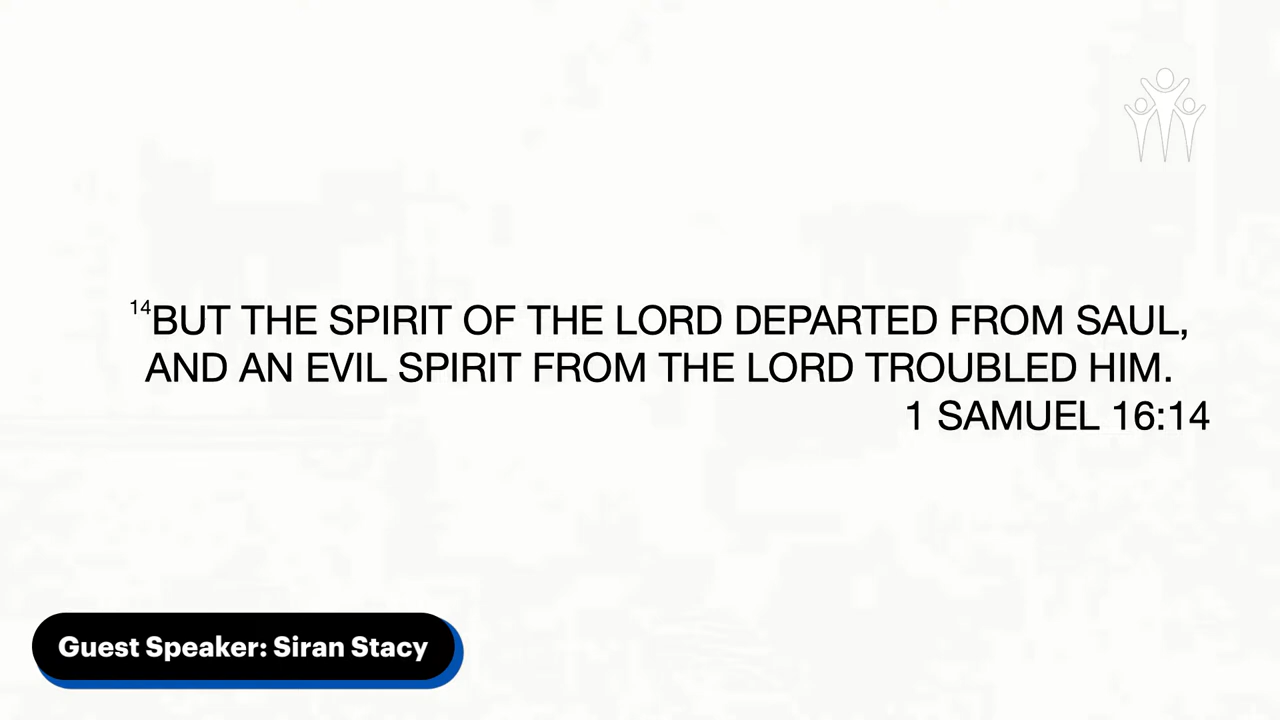 14BUT THE SPIRIT OF THE LORD DEPARTED FROM SAUL,
AND AN EVIL SPIRIT FROM THE LORD TROUBLED HIM.
1 SAMUEL 16:14
Guest Speaker: Siran Stacy